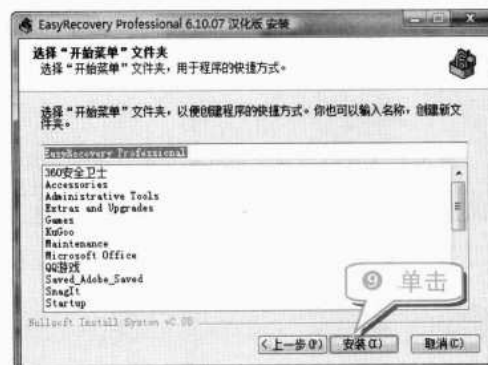 EasyRecovery Professional 6.10.07 汉化版 安装
选择“开始菜单”文件夹
选择“开始菜单”文件夹，用于程序的快捷方式。
选择“开始菜单”文件夹，以便创建程序的快捷方式。你也可以输入名称，创建新文
件夹。
EasyRecovery Professional
360安全卫士
Accessories
Administrative Tools
Extras and Upgrades
Games
KuGoo
Maintenance
Microsoft Office
QQ游戏
Saved_Adobe_Saved
SnagIt
Startup
❾ 单击
Nullsoft Install System
<上一步(P) 安装(I) 取消(C)